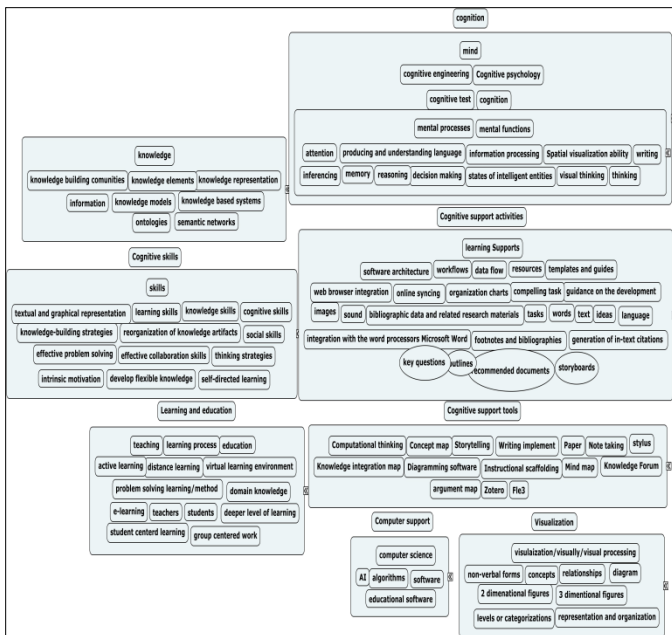 cognition
mind
cognitive engineering Cognitive psychology
cognitive test cognition
mental processes mental functions
attention producing and understanding language information processing Spatial visualization ability writing
inferencing memory reasoning decision making states of intelligent entities visual thinking thinking
knowledge
knowledge building comunities knowledge elements knowledge representation
information knowledge models knowledge based systems
ontologies semantic networks
Cognitive support activities
learning Supports
software architecture workflows data flow resources templates and guides
web browser integration online syncing organization charts compelling task guidance on the development
images sound bibliographic data and related research materials tasks words text ideas language
integration with the word processors Microsoft Word footnotes and bibliographies generation of in-text citations
key questions outlines recommended documents storyboards
Cognitive skills
skills
textual and graphical representation learning skills knowledge skills cognitive skills
knowledge-building strategies reorganization of knowledge artifacts social skills
effective problem solving effective collaboration skills thinking strategies
intrinsic motivation develop flexible knowledge self-directed learning
Learning and education
teaching learning process education
active learning distance learning virtual learning environment
problem solving learning/method domain knowledge
e-learning teachers students deeper level of learning
student centerd learning group centered work
Cognitive support tools
Computational thinking Concept map Storytelling Writing implement Paper Note taking stylus
Knowledge integration map Diagramming software Instructional scaffolding Mind map Knowledge Forum
argument map Zotero Fle3
Computer support
computer science
AI algorithms software
educational software
Visualization
visulaization/visually/visual processing
non-verbal forms concepts relationships diagram
2 dimenational figures 3 dimentional figures
levels or categorizations representation and organization